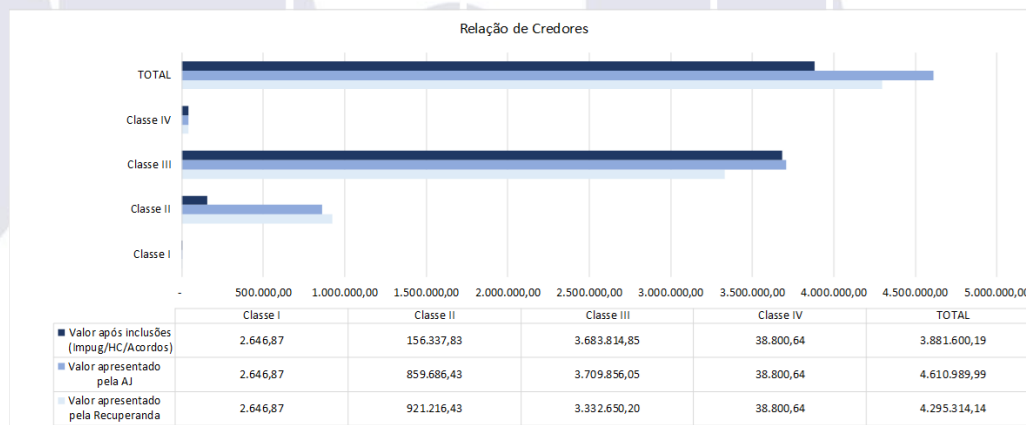 Relação de Credores
TOTAL
Classe IV
Classe III
Classe II
Classe I
- 500.000,00 1.000.000,00 1.500.000,00 2.000.000,00 2.500.000,00 3.000.000,00 3.500.000,00 4.000.000,00 4.500.000,00 5.000.000,00
Classe I Classe II Classe III Classe IV TOTAL
Valor após inclusões
(Impug/HC/Acordos) 2.646,87 156.337,83 3.683.814,85 38.800,64 3.881.600,19
Valor apresentado
pela AJ 2.646,87 859.686,43 3.709.856,05 38.800,64 4.610.989,99
Valor apresentado
pela Recuperanda 2.646,87 921.216,43 3.332.650,20 38.800,64 4.295.314,14